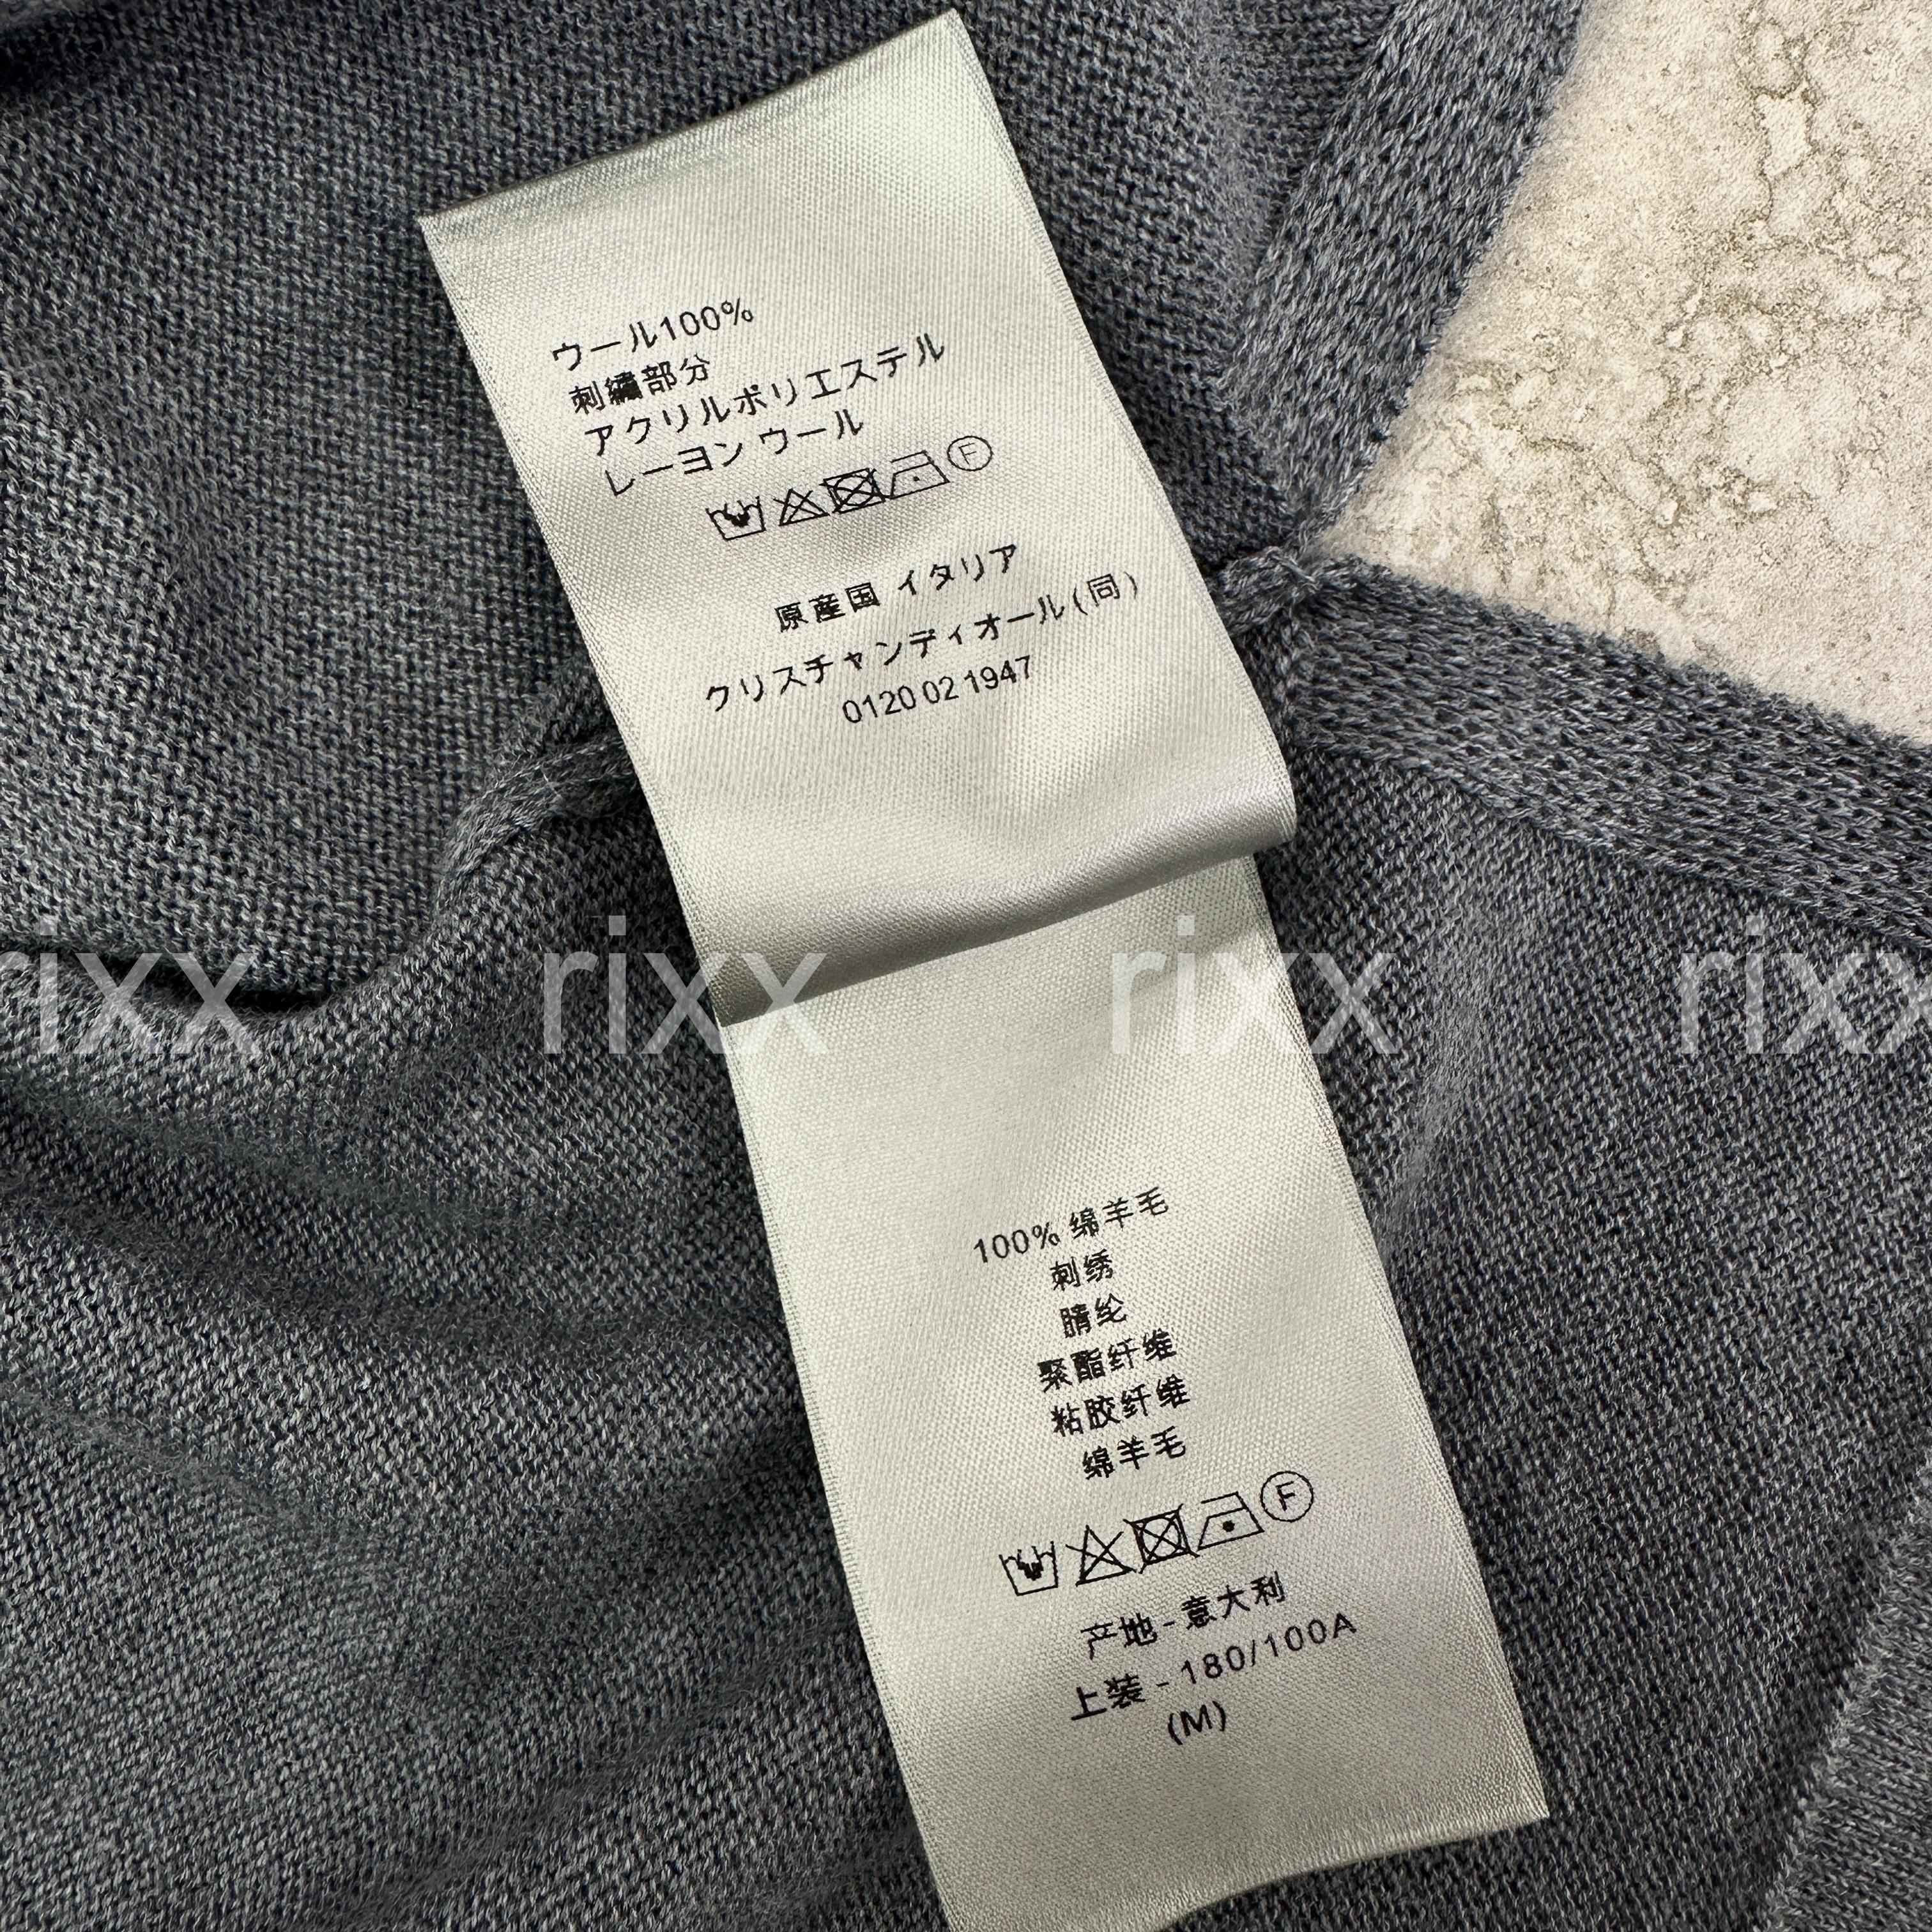 ウール100%
刺繍部分
アクリルポリエステル
レーヨン ウール
F
原産国 イタリア
クリスチャンディオール(同)
0120 02 1947
rixx rixx rixx rixx
100% 绵羊毛
刺绣
腈纶
聚酯纤维
粘胶纤维
绵羊毛
F
产地-意大利
上装 - 180/100A
(M)